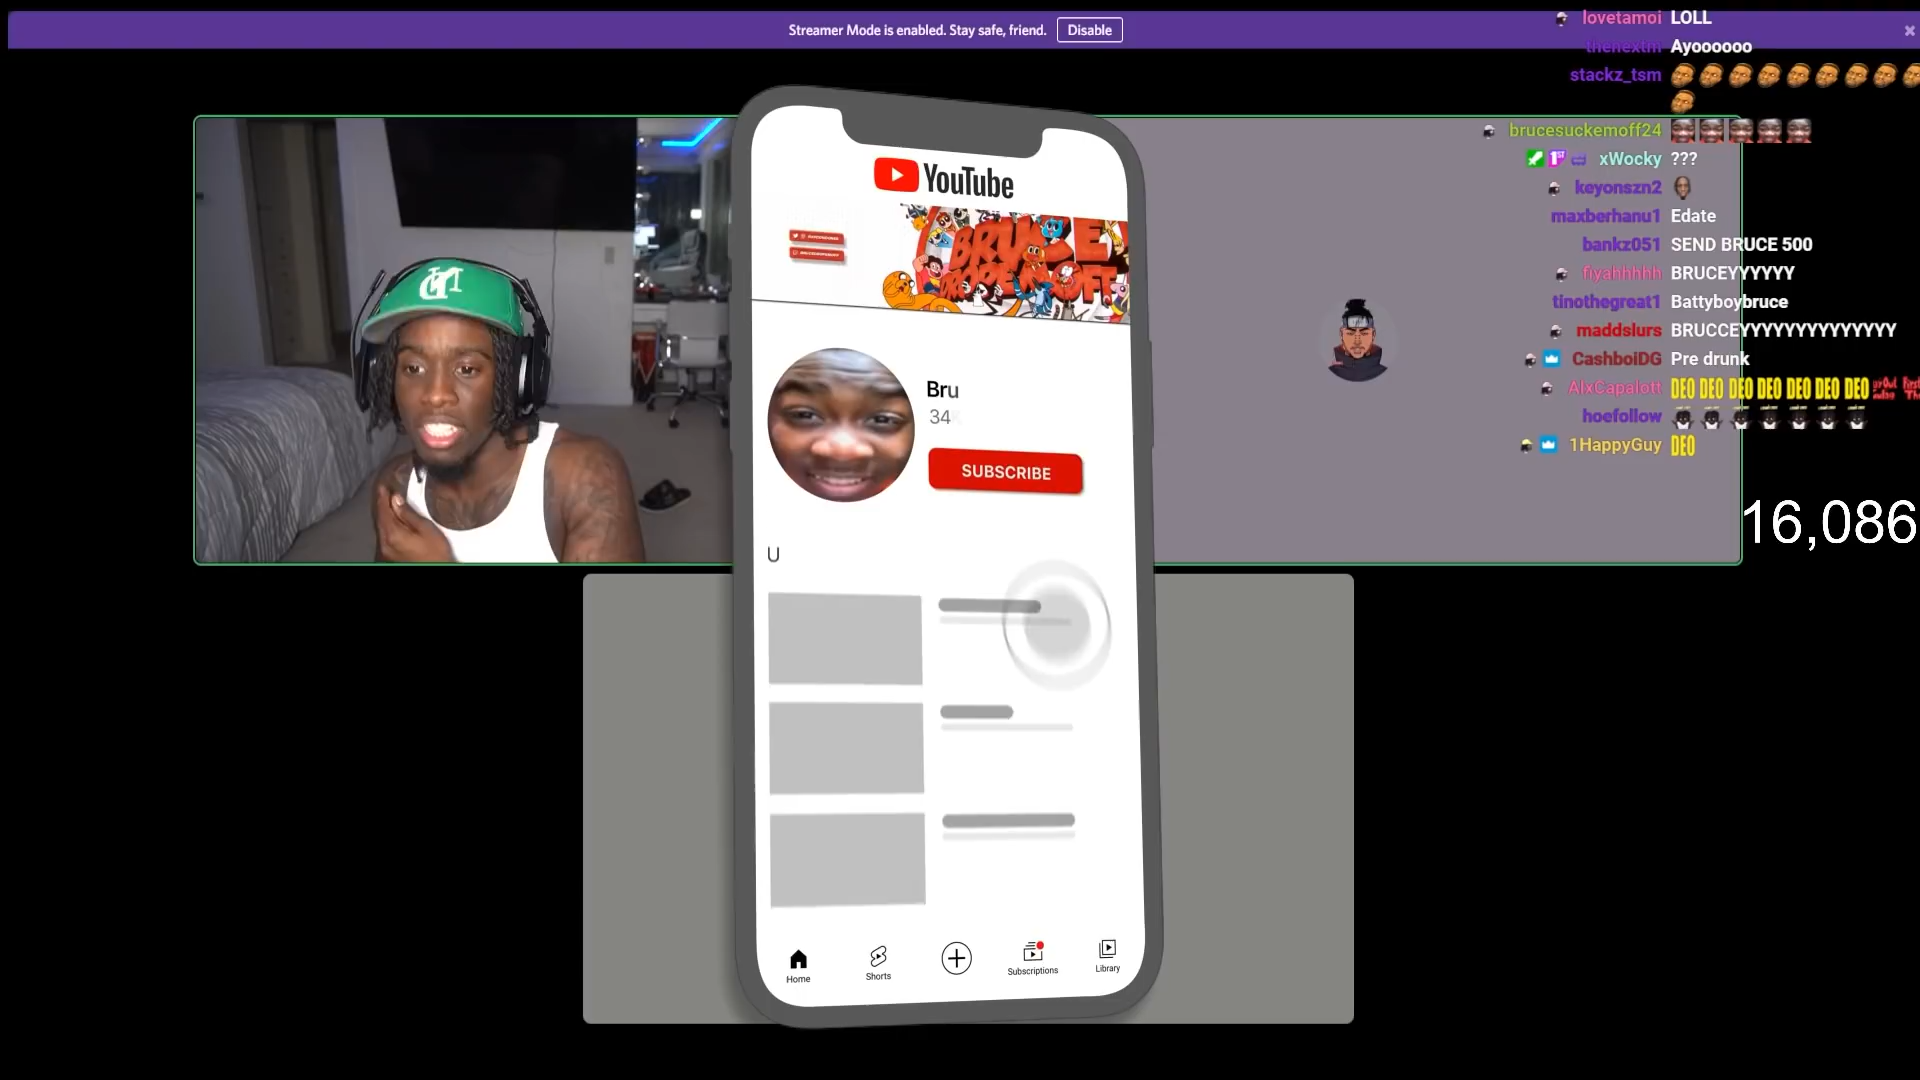 Streamer Mode is enabled. Stay safe, friend. Disable
lovetamoi LOLL
thenextm Ayoooooo
stackz_tsm
brucesuckemoff24
xWocky ???
keyonszn2
maxberhanu1 Edate
bankz051 SEND BRUCE 500
fiyahhhhh BRUCEYYYYYY
tinothegreat1 Battyboybruce
maddslurs BRUCCEYYYYYYYYYYYYYY
CashboiDG Pre drunk
AlxCapalott DEO DEO DEO DEO DEO DEO DEO
hoefollow
1HappyGuy DEO
16,086
YouTube
BRUCE
DROPEMOFF
Bru
34
SUBSCRIBE
U
Home
Shorts
Subscriptions
Library